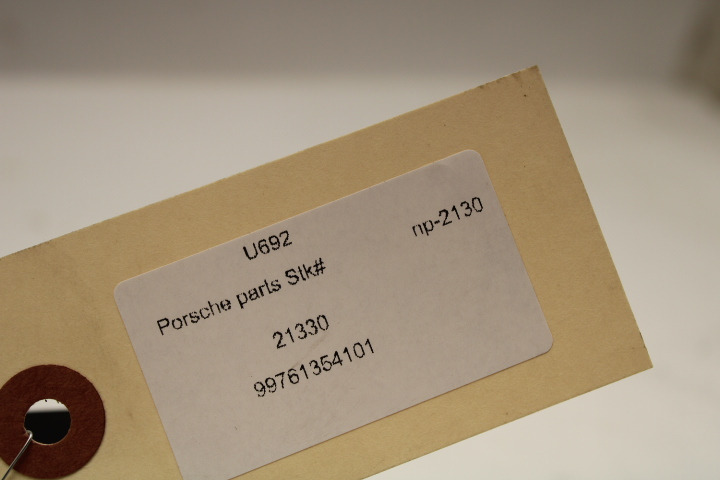 U692
np-2130
Porsche parts Stk#
21330
99761354101